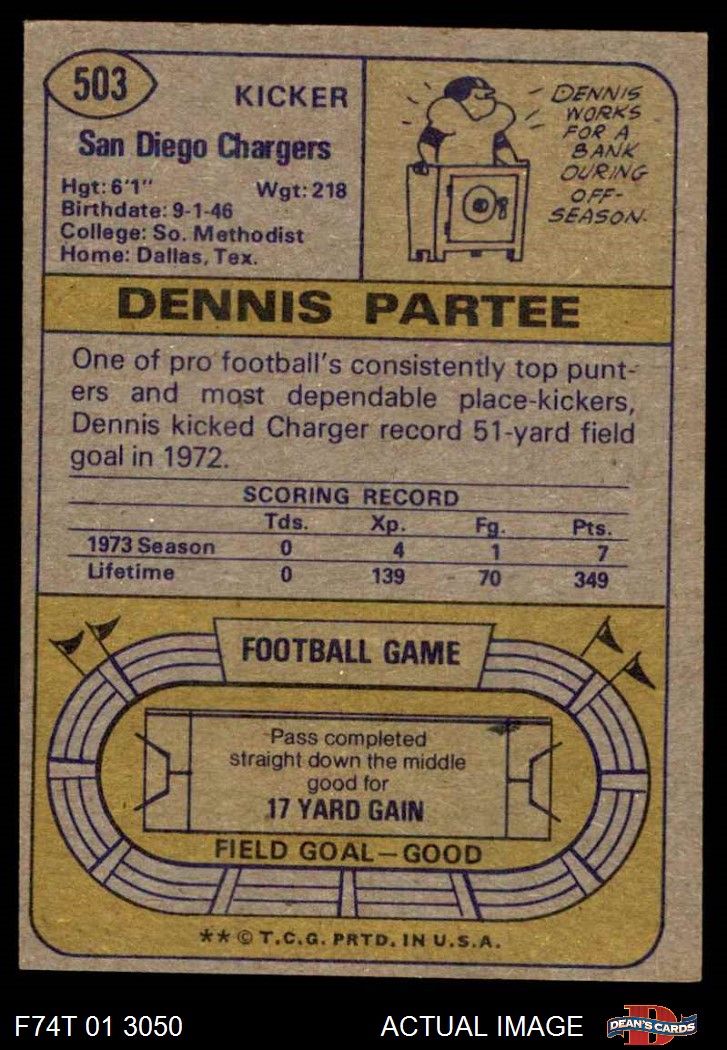 503
KICKER
San Diego Chargers
Hgt: 6'1" Wgt: 218
Birthdate: 9-1-46
College: So. Methodist
Home: Dallas, Tex.
DENNIS
WORKS
FOR A
BANK
DURING
OFF-
SEASON.
DENNIS PARTEE
One of pro football's consistently top punt-
ers and most dependable place-kickers,
Dennis kicked Charger record 51-yard field
goal in 1972.
SCORING RECORD
Tds. Xp. Fg. Pts.
1973 Season 0 4 1 7
Lifetime 0 139 70 349
FOOTBALL GAME
Pass completed
straight down the middle
good for
17 YARD GAIN
FIELD GOAL—GOOD
** © T.C.G. PRTD. IN U.S.A.
F74T 01 3050 ACTUAL IMAGE
D
DEAN'S CARDS